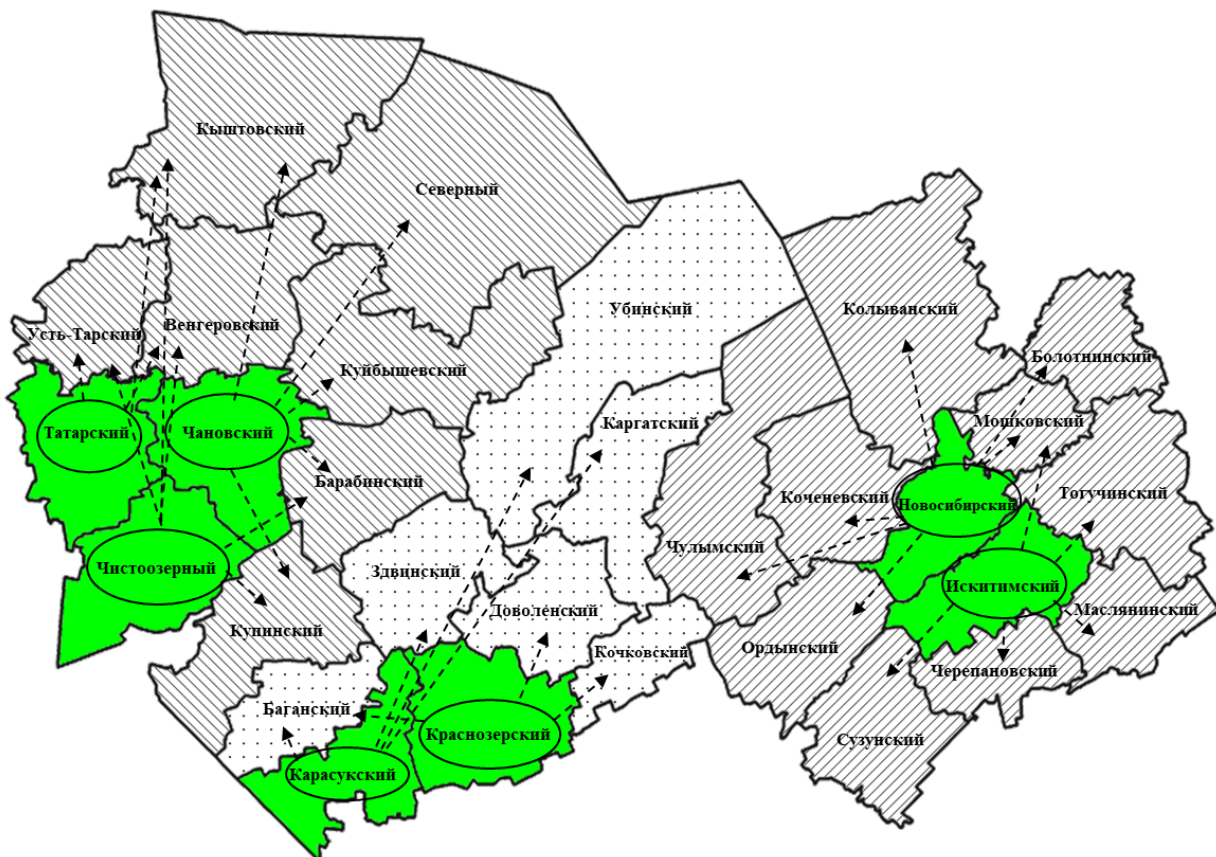 Кыштовский
Северный
Убинский
Колыванский
Усть-Тарский
Венгеровский
Болотнинский
Куйбышевский
Каргатский
Мошковский
Татарский
Чановский
Барабинский
Коченевский
Новосибирский
Тогучинский
Чулымский
Чистоозерный
Здвинский
Искитимский
Доволенский
Маслянинский
Купинский
Кочковский
Ордынский
Черепановский
Баганский
Краснозерский
Сузунский
Карасукский